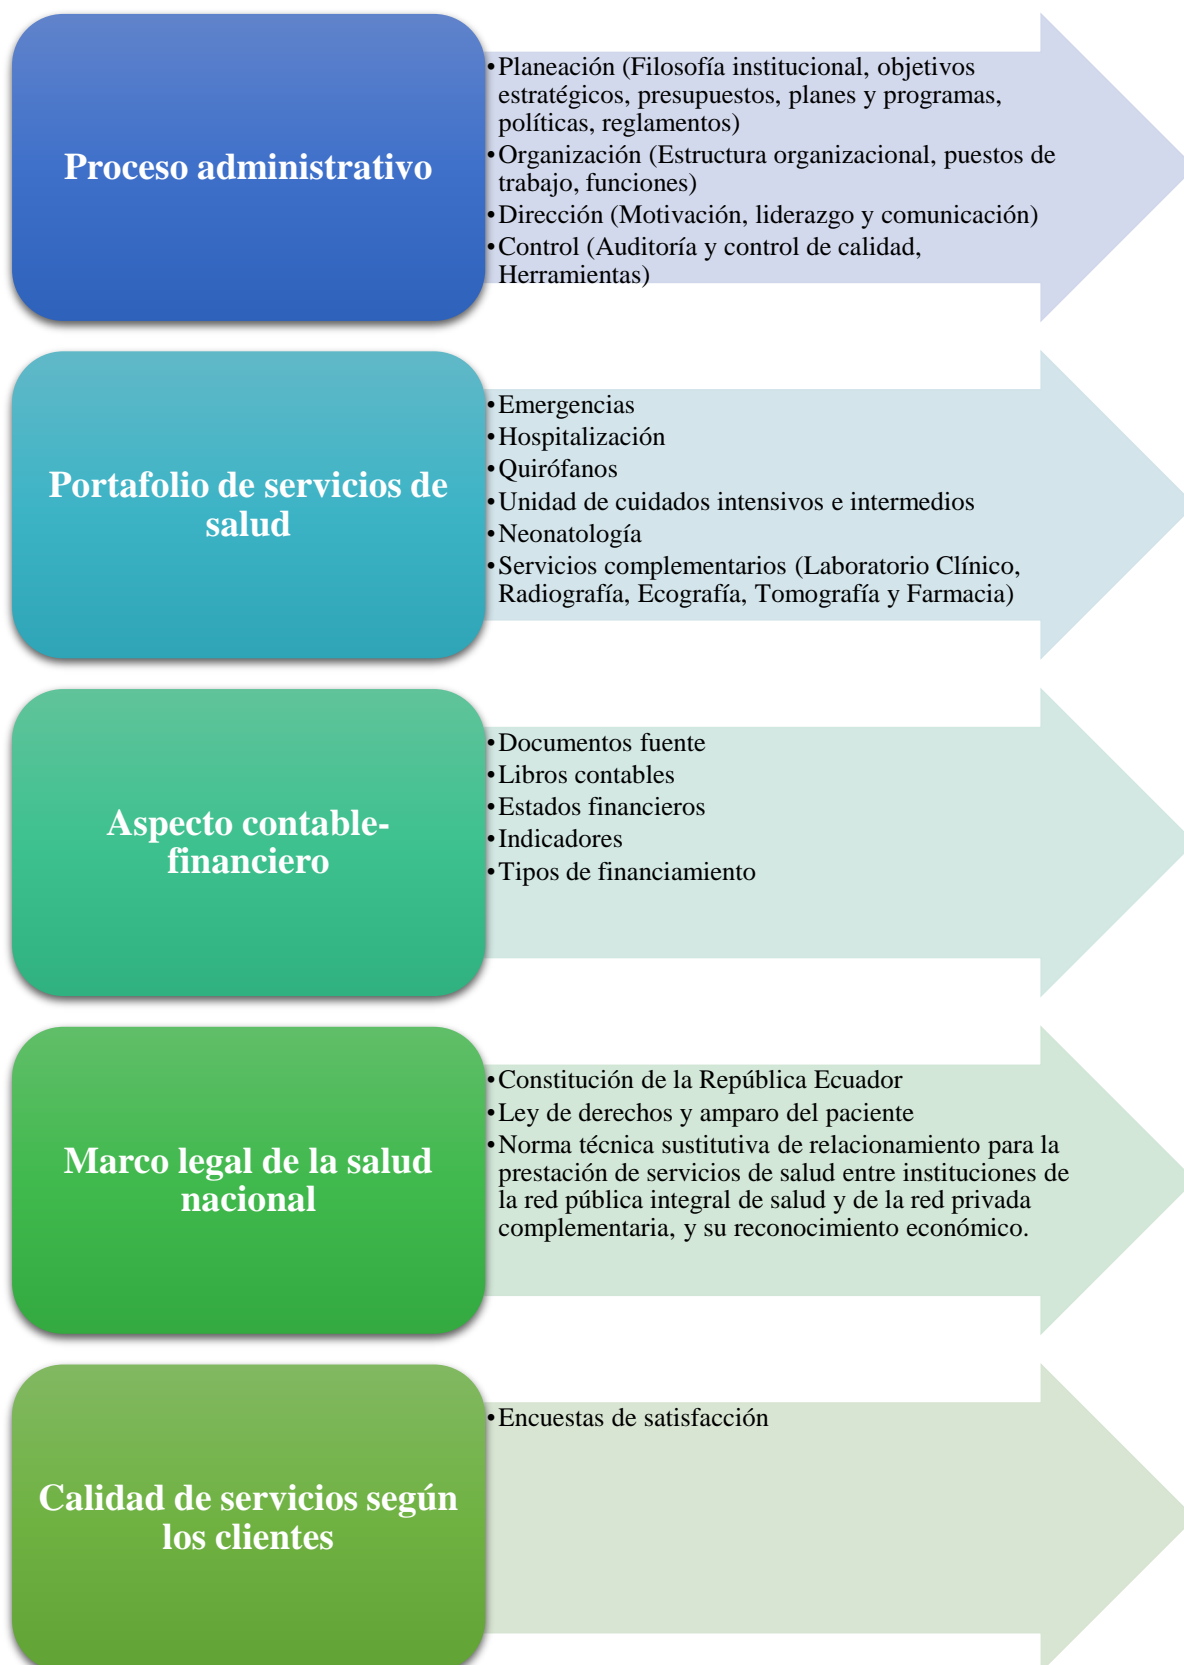 Proceso administrativo
•Planeación (Filosofía institucional, objetivos
estratégicos, presupuestos, planes y programas,
políticas, reglamentos)
•Organización (Estructura organizacional, puestos de
trabajo, funciones)
•Dirección (Motivación, liderazgo y comunicación)
•Control (Auditoría y control de calidad,
Herramientas)
Portafolio de servicios de
salud
•Emergencias
•Hospitalización
•Quirófanos
•Unidad de cuidados intensivos e intermedios
•Neonatología
•Servicios complementarios (Laboratorio Clínico,
Radiografía, Ecografía, Tomografía y Farmacia)
Aspecto contable-
financiero
•Documentos fuente
•Libros contables
•Estados financieros
•Indicadores
•Tipos de financiamiento
Marco legal de la salud
nacional
•Constitución de la República Ecuador
•Ley de derechos y amparo del paciente
•Norma técnica sustitutiva de relacionamiento para la
prestación de servicios de salud entre instituciones de
la red pública integral de salud y de la red privada
complementaria, y su reconocimiento económico.
Calidad de servicios según
los clientes
•Encuestas de satisfacción